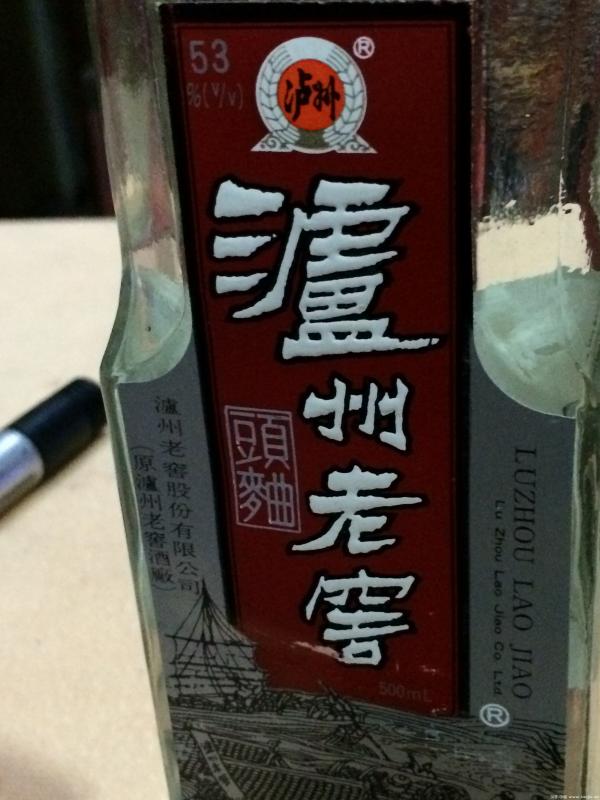 53
%(V/v)
泸州
®
瀘州老窖
頭麯
瀘州老窖股份有限公司
(原瀘州老窖酒廠)
LUZHOU LAO JIAO
Lu Zhou Lao Jiao Co. Ltd.
500mL
®